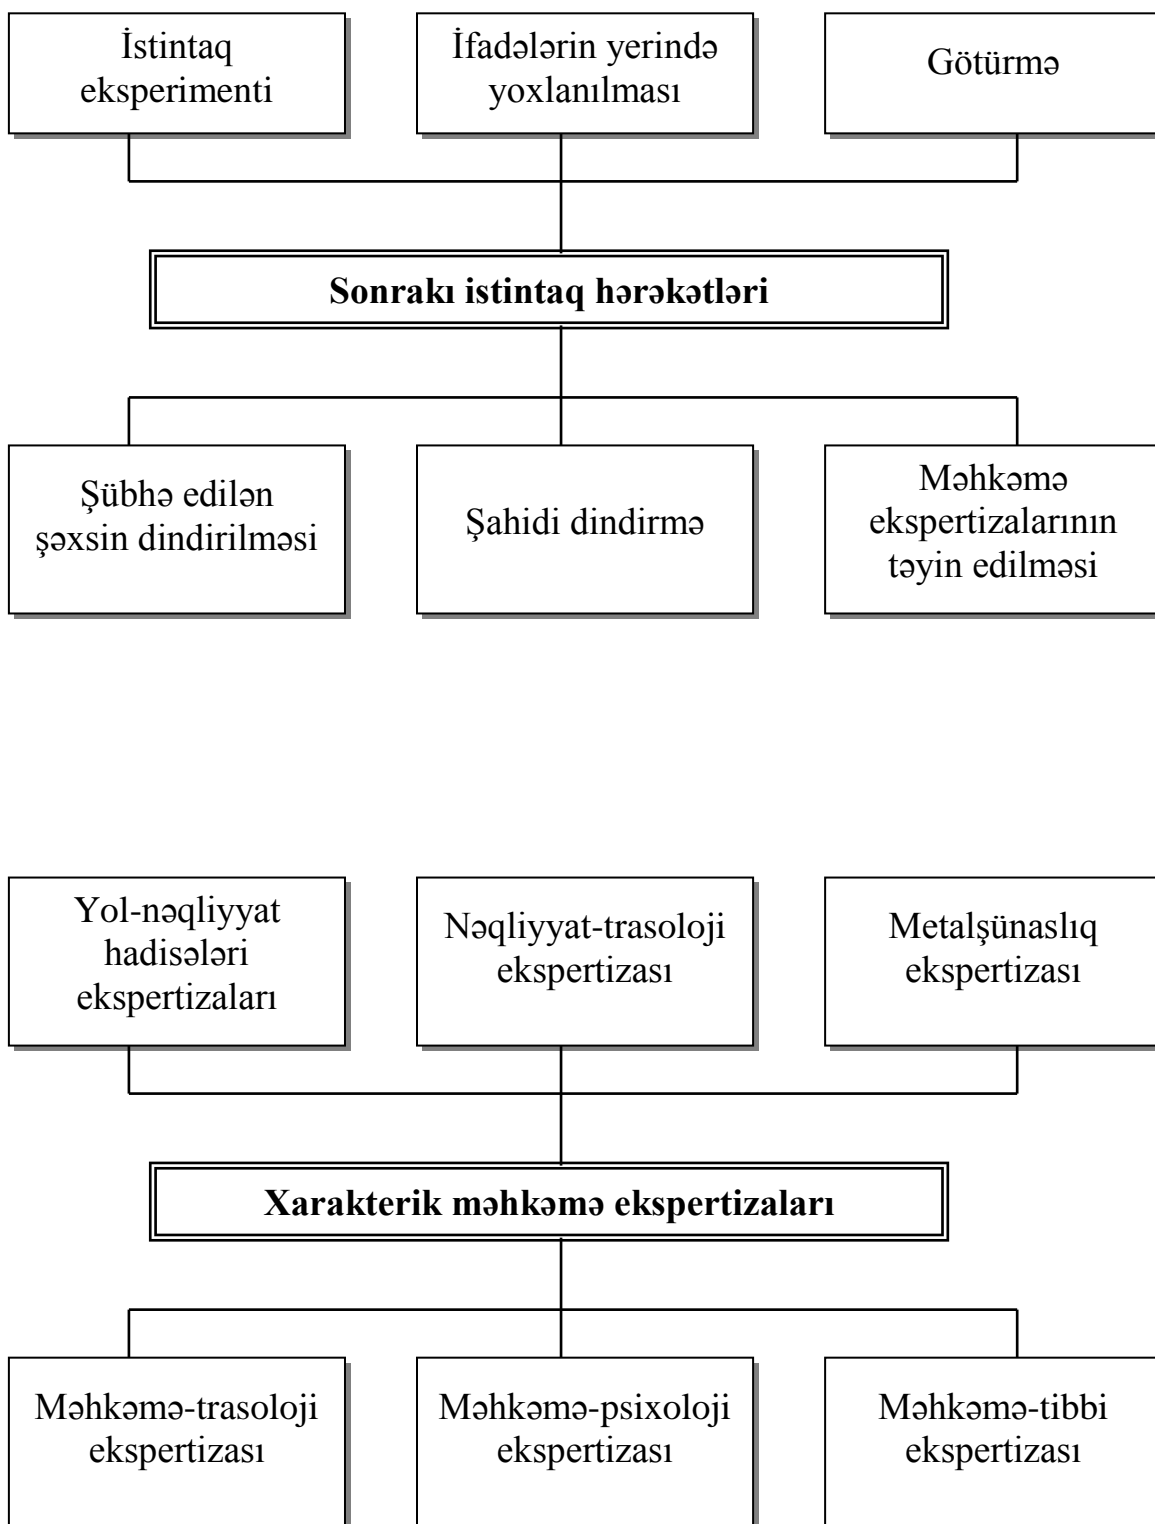 İstintaq
eksperimenti
İfadələrin yerində
yoxlanılması
Götürmə
Sonrakı istintaq hərəkətləri
Şübhə edilən
şəxsin dindirilməsi
Şahidi dindirmə
Məhkəmə
ekspertizalarının
təyin edilməsi
Yol-nəqliyyat
hadisələri
ekspertizaları
Nəqliyyat-trasoloji
ekspertizası
Metalşünaslıq
ekspertizası
Xarakterik məhkəmə ekspertizaları
Məhkəmə-trasoloji
ekspertizası
Məhkəmə-psixoloji
ekspertizası
Məhkəmə-tibbi
ekspertizası